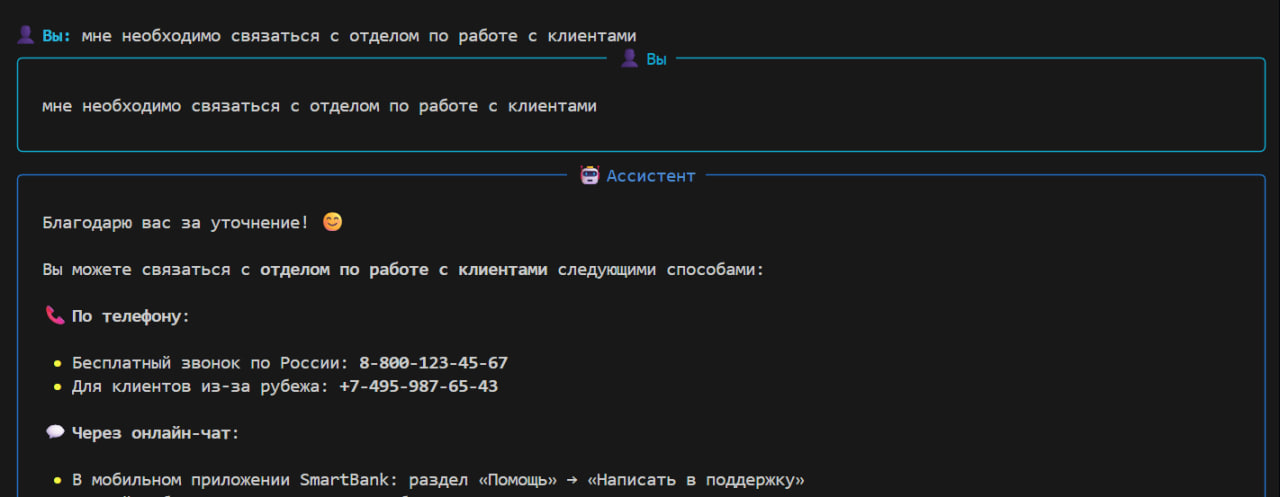 👤 Вы: мне необходимо связаться с отделом по работе с клиентами
👤 Вы
мне необходимо связаться с отделом по работе с клиентами
🤖 Ассистент
Благодарю вас за уточнение! 😊
Вы можете связаться с отделом по работе с клиентами следующими способами:
📞 По телефону:
• Бесплатный звонок по России: 8-800-123-45-67
• Для клиентов из-за рубежа: +7-495-987-65-43
💬 Через онлайн-чат:
• В мобильном приложении SmartBank: раздел «Помощь» → «Написать в поддержку»